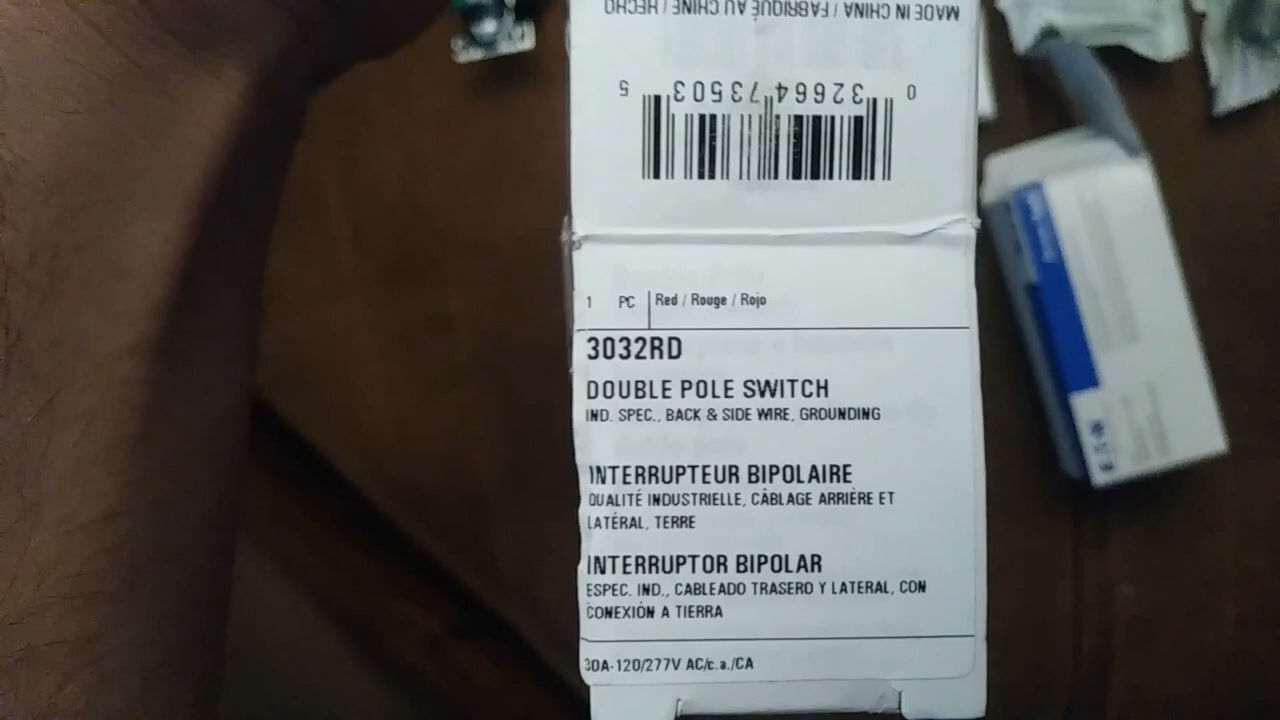 MADE IN CHINA / FABRIQUÉ AU CHINE / HECHO
0 32664 73503 5
1 PC Red / Rouge / Rojo
3032RD
DOUBLE POLE SWITCH
IND. SPEC., BACK & SIDE WIRE, GROUNDING
INTERRUPTEUR BIPOLAIRE
QUALITÉ INDUSTRIELLE, CÂBLAGE ARRIÈRE ET
LATÉRAL, TERRE
INTERRUPTOR BIPOLAR
ESPEC. IND., CABLEADO TRASERO Y LATERAL, CON
CONEXIÓN A TIERRA
30A-120/277V AC/c.a./CA